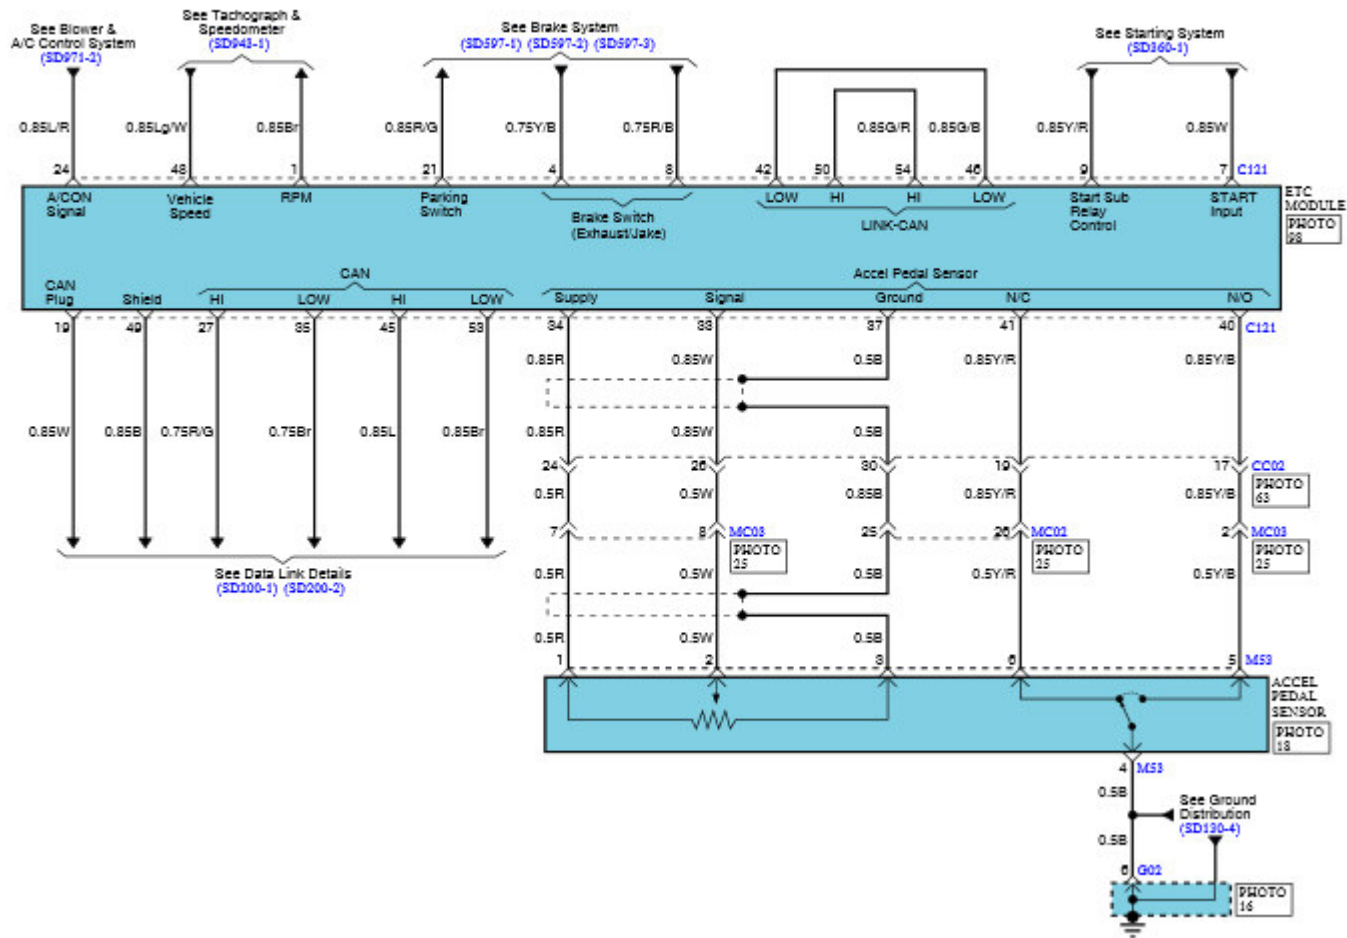 See Blower &
A/C Control System
(SD971-2)
See Tachograph &
Speedometer
(SD943-1)
See Brake System
(SD597-1) (SD597-2) (SD597-3)
See Starting System
(SD360-1)
0.85L/R 0.85Lg/W 0.85Br 0.85R/G 0.75Y/B 0.75R/B 0.85G/R 0.85G/B 0.85Y/R 0.85W
24 48 1 21 4 8 42 50 54 46 9 7 C121
A/CON
Signal
Vehicle
Speed
RPM
Parking
Switch
Brake Switch
(Exhaust/Jake)
LOW HI HI LOW
LINK-CAN
Start Sub
Relay
Control
START
Input
ETC
MODULE
PHOTO
98
CAN
Plug
Shield
CAN
HI LOW HI LOW
Accel Pedal Sensor
Supply Signal Ground N/C N/O
19 49 27 35 45 53 34 33 37 41 40 C121
0.85R 0.85W 0.5B 0.85Y/R 0.85Y/B
0.85W 0.85B 0.75R/G 0.75Br 0.85L 0.85Br 0.85R 0.85W 0.5B
24 26 30 19 17 CC02
PHOTO
63
0.5R 0.5W 0.85B 0.85Y/R 0.85Y/B
7 8 MC03 25 26 MC02 2 MC03
PHOTO
25
PHOTO
25
PHOTO
25
See Data Link Details
(SD200-1) (SD200-2)
0.5R 0.5W 0.5B 0.5Y/R 0.5Y/B
0.5R 0.5W 0.5B
1 2 3 6 5 M53
ACCEL
PEDAL
SENSOR
PHOTO
18
4 M53
0.5B
See Ground
Distribution
(SD130-4)
0.5B
6 G02
PHOTO
16